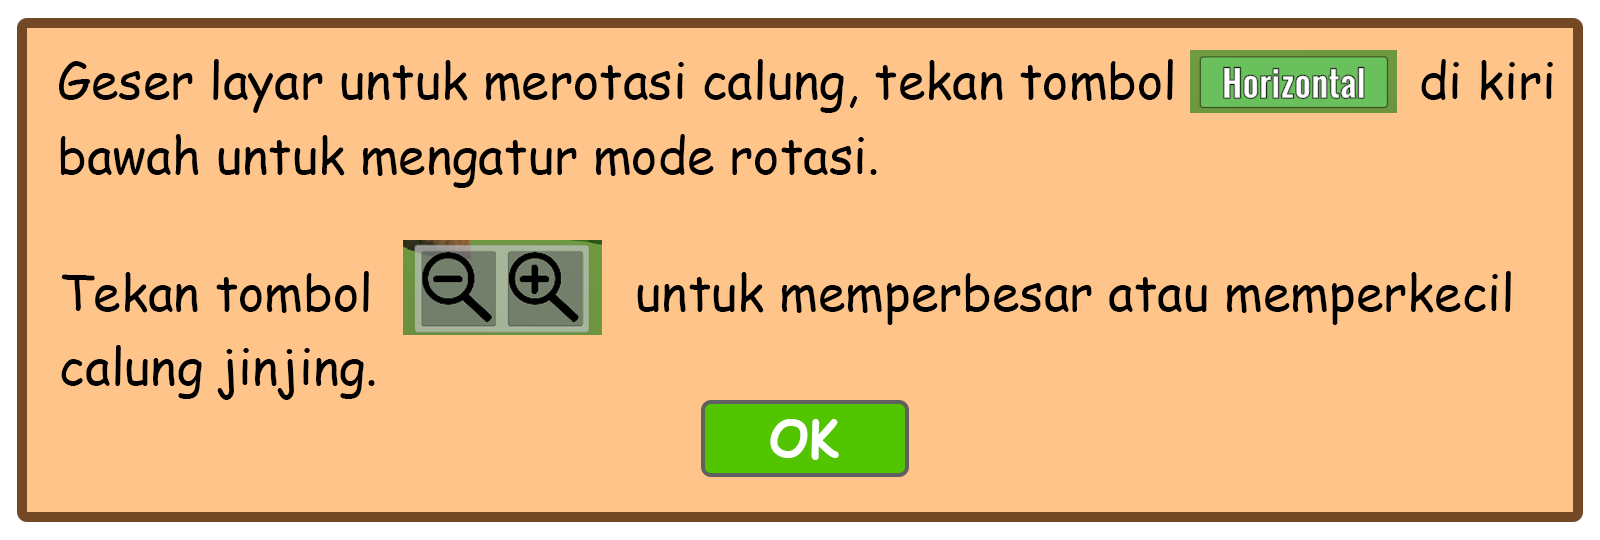 Geser layar untuk merotasi calung, tekan tombol Horizontal di kiri
bawah untuk mengatur mode rotasi.
Tekan tombol untuk memperbesar atau memperkecil
calung jinjing.
OK